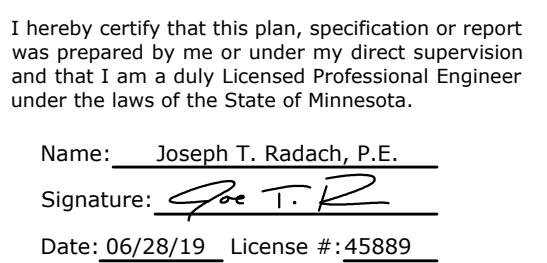 I hereby certify that this plan, specification or report
was prepared by me or under my direct supervision
and that I am a duly Licensed Professional Engineer
under the laws of the State of Minnesota.
Name: Joseph T. Radach, P.E.
Signature: Joe T. R
Date: 06/28/19 License #: 45889